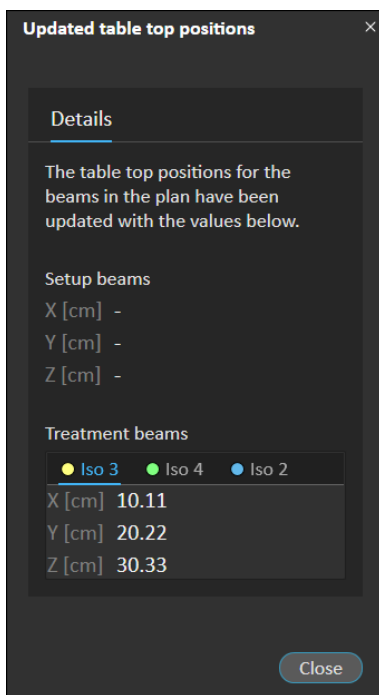 Updated table top positions ×
Details
The table top positions for the
beams in the plan have been
updated with the values below.
Setup beams
X [cm] -
Y [cm] -
Z [cm] -
Treatment beams
Iso 3 Iso 4 Iso 2
X [cm] 10.11
Y [cm] 20.22
Z [cm] 30.33
Close